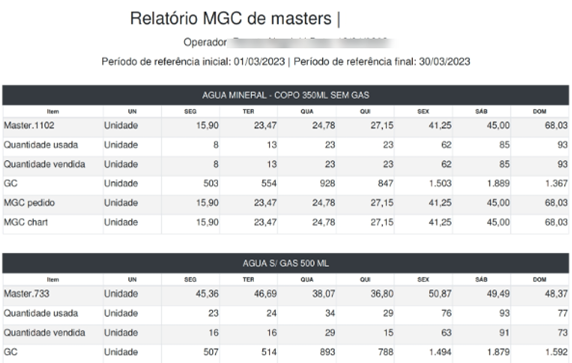 Relatório MGC de masters |
Operador
Período de referência inicial: 01/03/2023 | Período de referência final: 30/03/2023
AGUA MINERAL - COPO 350ML SEM GAS
Item UN SEG TER QUA QUI SEX SÁB DOM
Master.1102 Unidade 15,90 23,47 24,78 27,15 41,25 45,00 68,03
Quantidade usada Unidade 8 13 23 23 62 85 93
Quantidade vendida Unidade 8 13 23 23 62 85 93
GC Unidade 503 554 928 847 1.503 1.889 1.367
MGC pedido Unidade 15,90 23,47 24,78 27,15 41,25 45,00 68,03
MGC chart Unidade 15,90 23,47 24,78 27,15 41,25 45,00 68,03
AGUA S/ GAS 500 ML
Item UN SEG TER QUA QUI SEX SÁB DOM
Master.733 Unidade 45,36 46,69 38,07 36,80 50,87 49,49 48,37
Quantidade usada Unidade 23 24 34 29 76 93 77
Quantidade vendida Unidade 16 16 29 15 63 91 73
GC Unidade 507 514 893 788 1.494 1.879 1.592